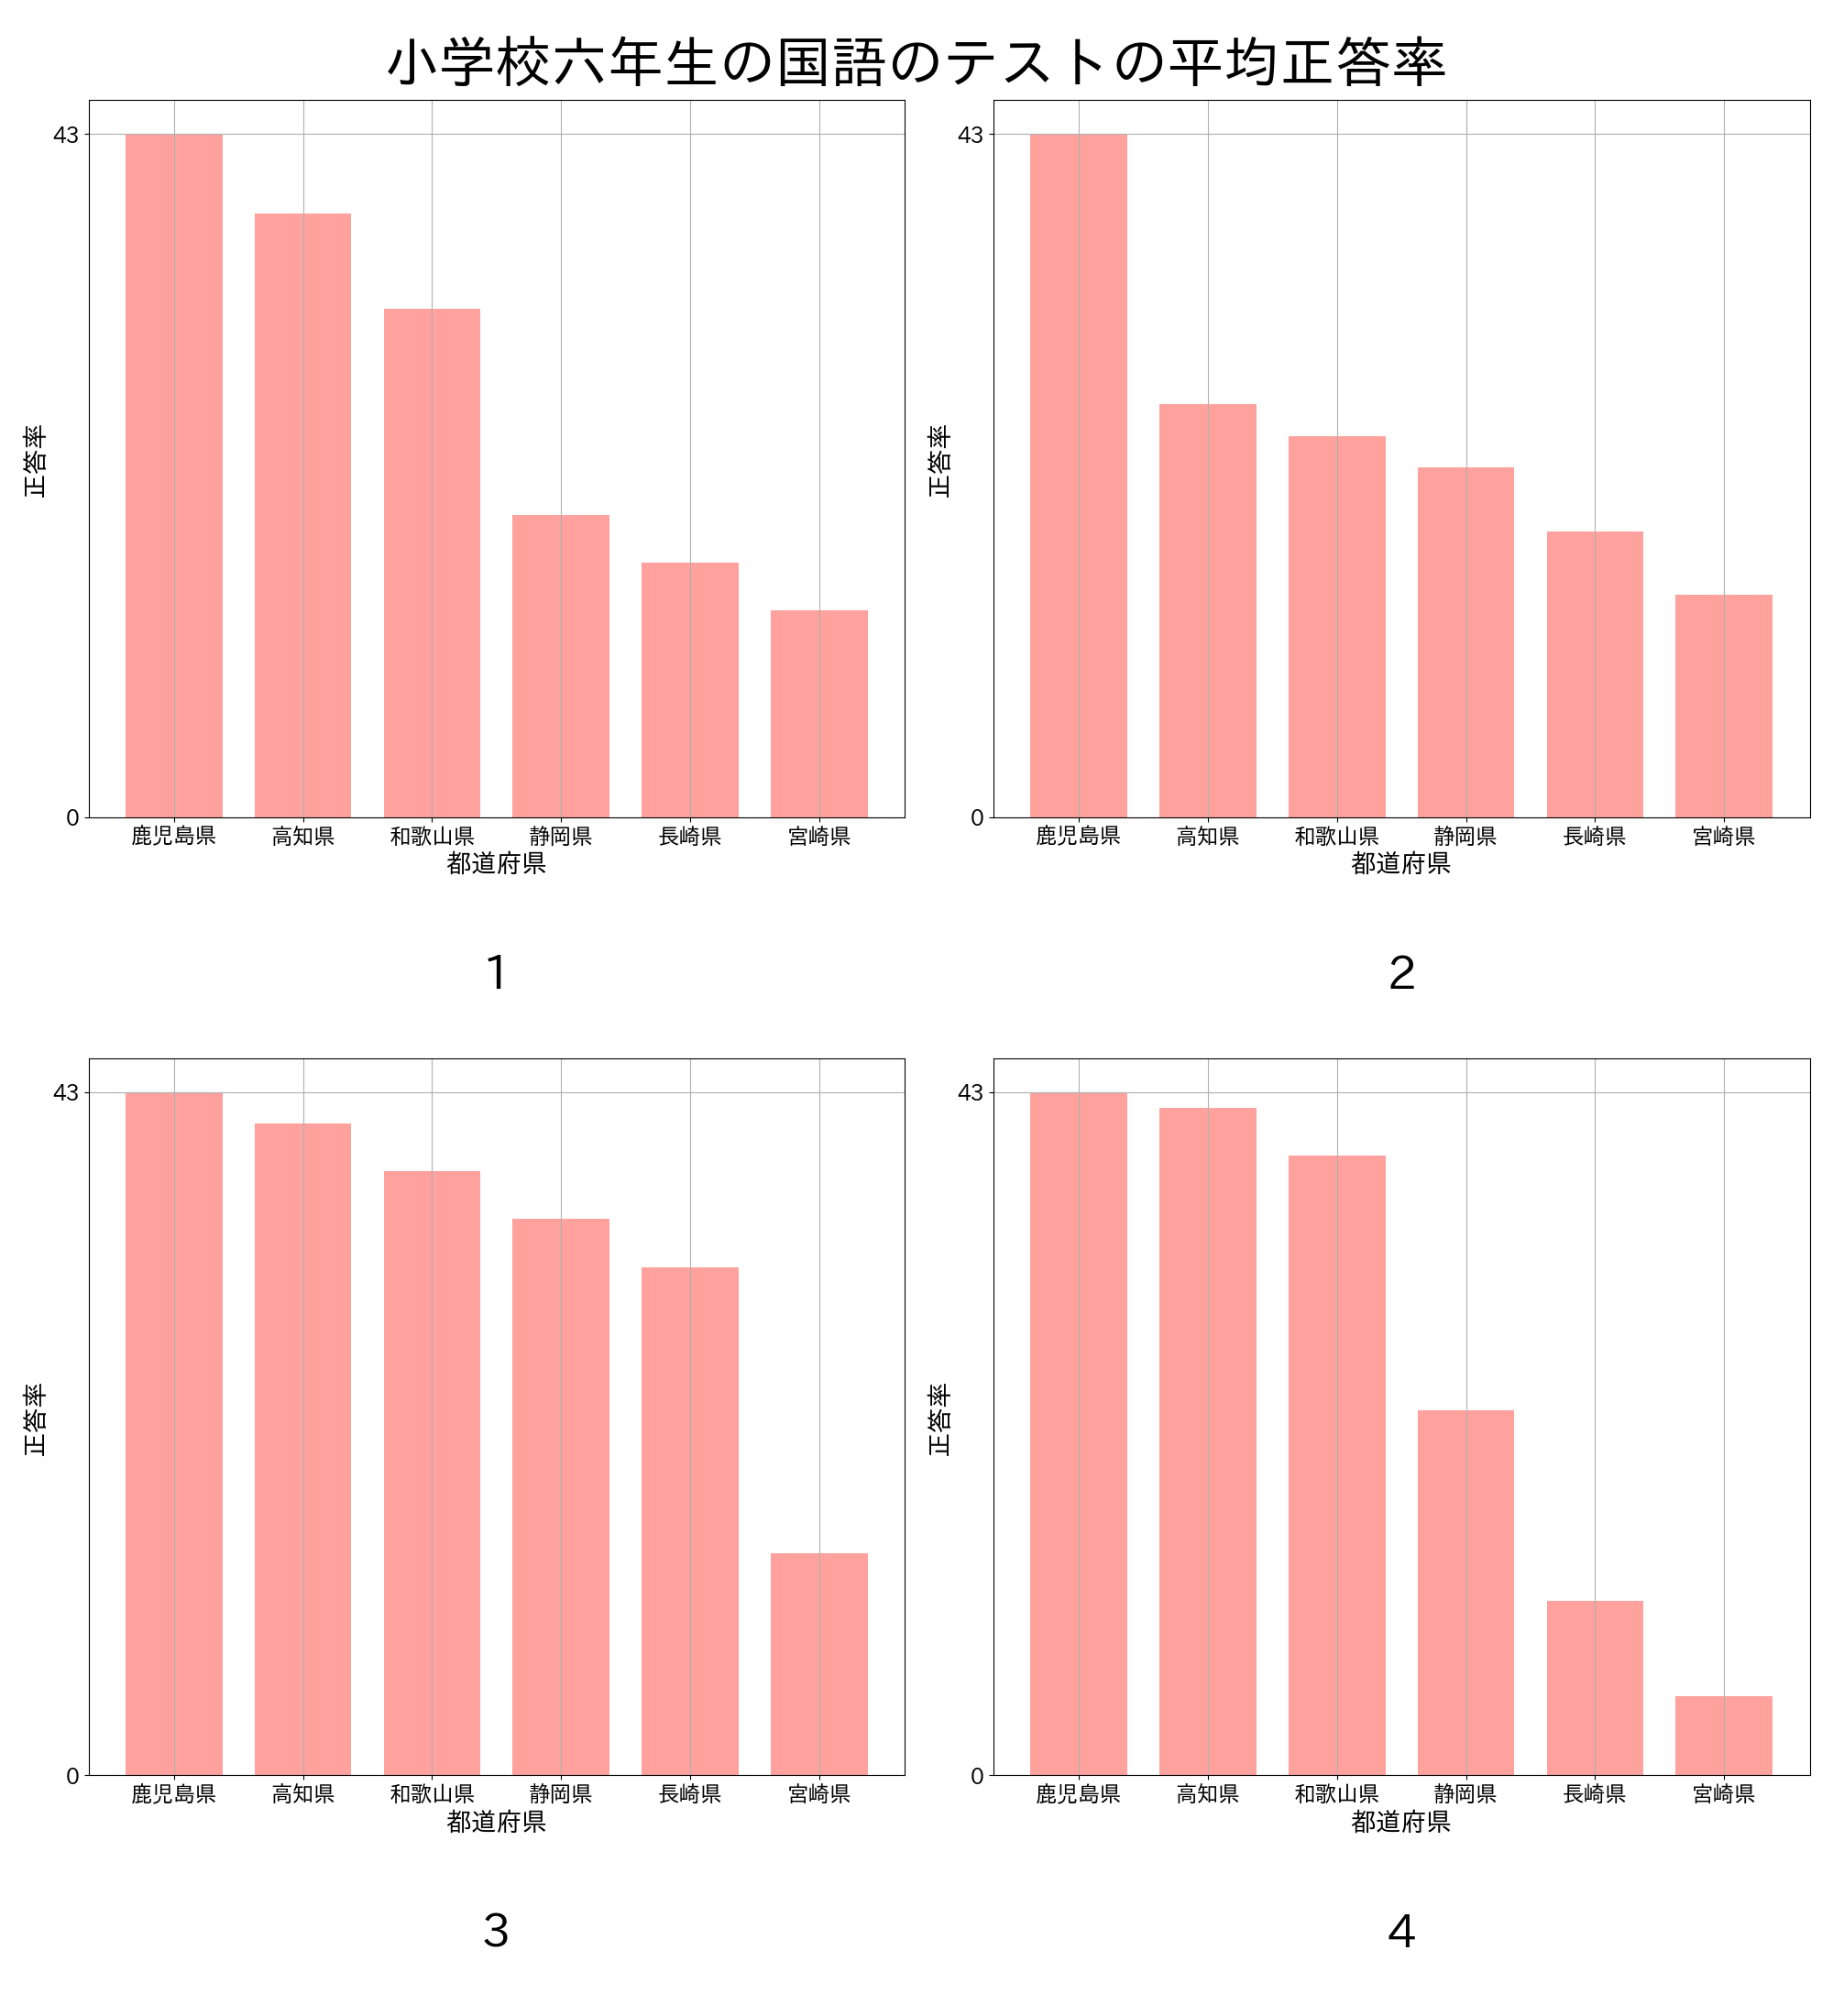 小学校六年生の国語のテストの平均正答率
43
0
正答率
鹿児島県 高知県 和歌山県 静岡県 長崎県 宮崎県
都道府県
1
43
0
正答率
鹿児島県 高知県 和歌山県 静岡県 長崎県 宮崎県
都道府県
2
43
0
正答率
鹿児島県 高知県 和歌山県 静岡県 長崎県 宮崎県
都道府県
3
43
0
正答率
鹿児島県 高知県 和歌山県 静岡県 長崎県 宮崎県
都道府県
4